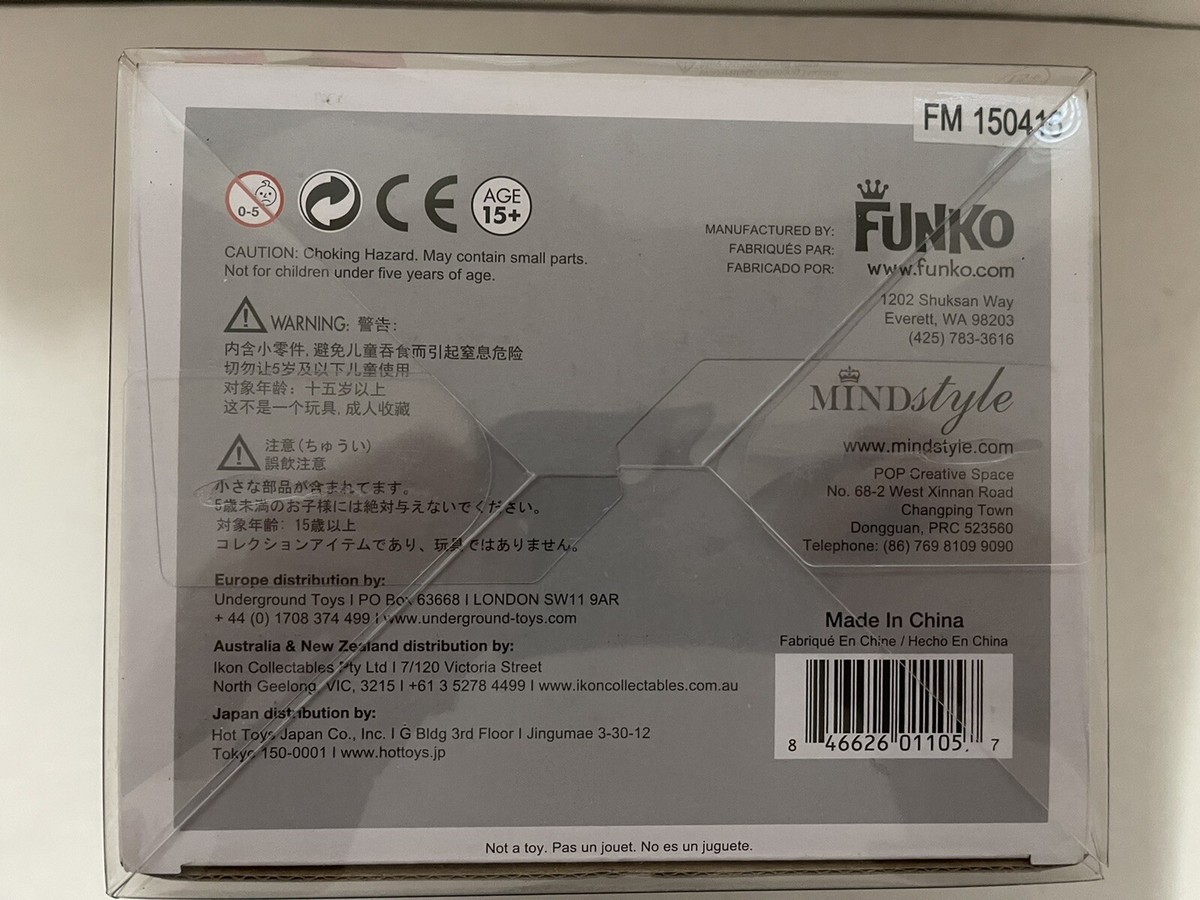 FM 150415
0-5
CE
AGE
15+
CAUTION: Choking Hazard. May contain small parts.
Not for children under five years of age.
WARNING: 警告:
内含小零件, 避免儿童吞食而引起窒息危险
切勿让5岁及以下儿童使用
对象年龄：十五岁以上
这不是一个玩具, 成人收藏
注意(ちゅうい)
誤飲注意
小さな部品が含まれてます。
5歳未満のお子様には絶対与えないでください。
対象年齢: 15歳以上
コレクションアイテムであり、玩具ではありません。
Europe distribution by:
Underground Toys I PO Box 63668 I LONDON SW11 9AR
+ 44 (0) 1708 374 499 I www.underground-toys.com
Australia & New Zealand distribution by:
Ikon Collectables Pty Ltd I 7/120 Victoria Street
North Geelong, VIC, 3215 I +61 3 5278 4499 I www.ikoncollectables.com.au
Japan distribution by:
Hot Toys Japan Co., Inc. I G Bldg 3rd Floor I Jingumae 3-30-12
Tokyo 150-0001 I www.hottoys.jp
MANUFACTURED BY:
FABRIQUÉS PAR:
FABRICADO POR:
FUNKO
www.funko.com
1202 Shuksan Way
Everett, WA 98203
(425) 783-3616
MINDstyle
www.mindstyle.com
POP Creative Space
No. 68-2 West Xinnan Road
Changping Town
Dongguan, PRC 523560
Telephone: (86) 769 8109 9090
Made In China
Fabriqué En Chine / Hecho En China
8 46626 01105 7
Not a toy. Pas un jouet. No es un juguete.